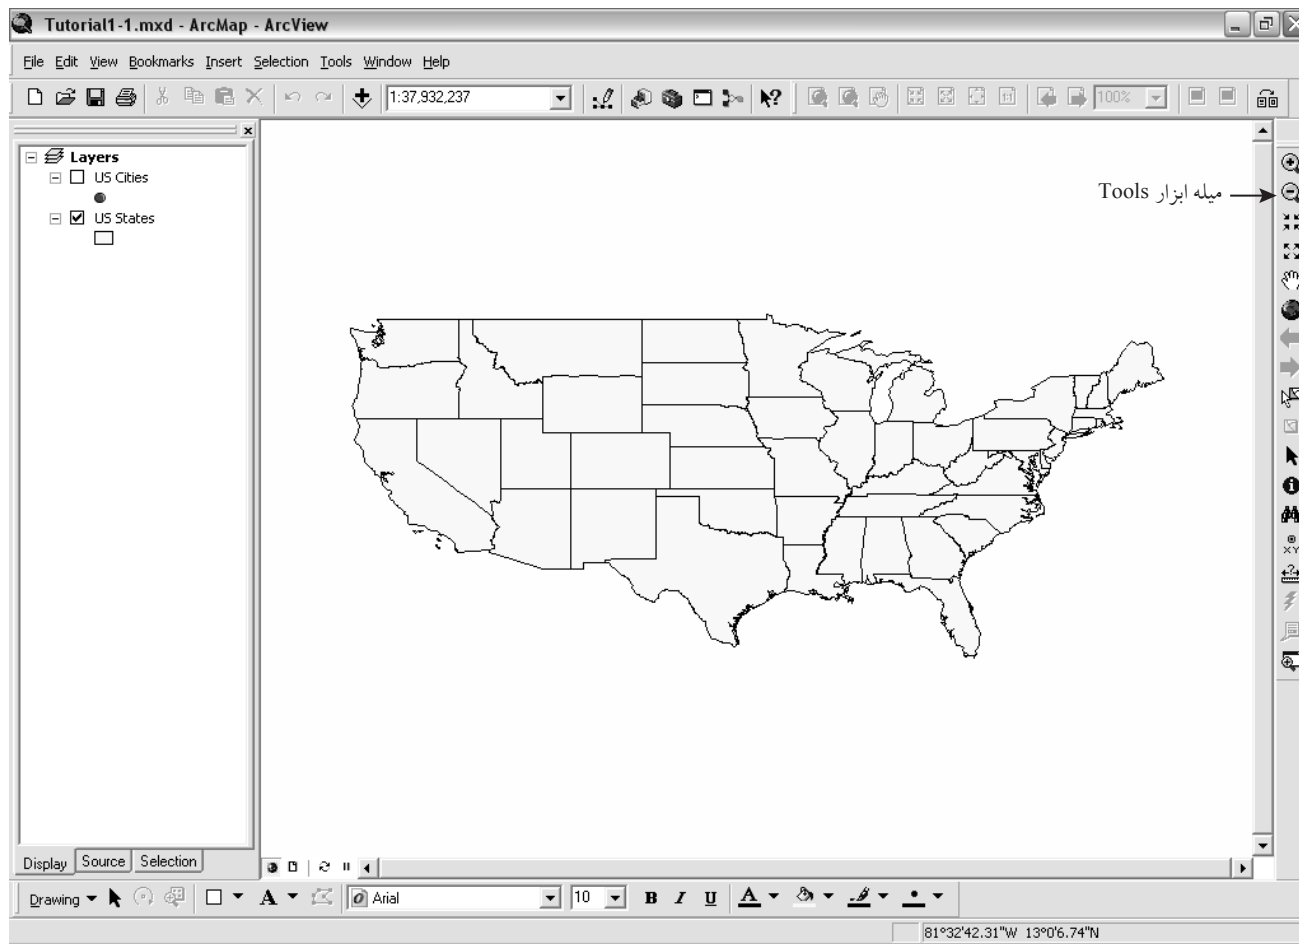 Tutorial1-1.mxd - ArcMap - ArcView
File Edit View Bookmarks Insert Selection Tools Window Help
1:37,932,237
100%
Layers
US Cities
US States
میله ابزار Tools
XY
Display Source Selection
Drawing A Arial 10 B I U A
81°32'42.31"W 13°0'6.74"N